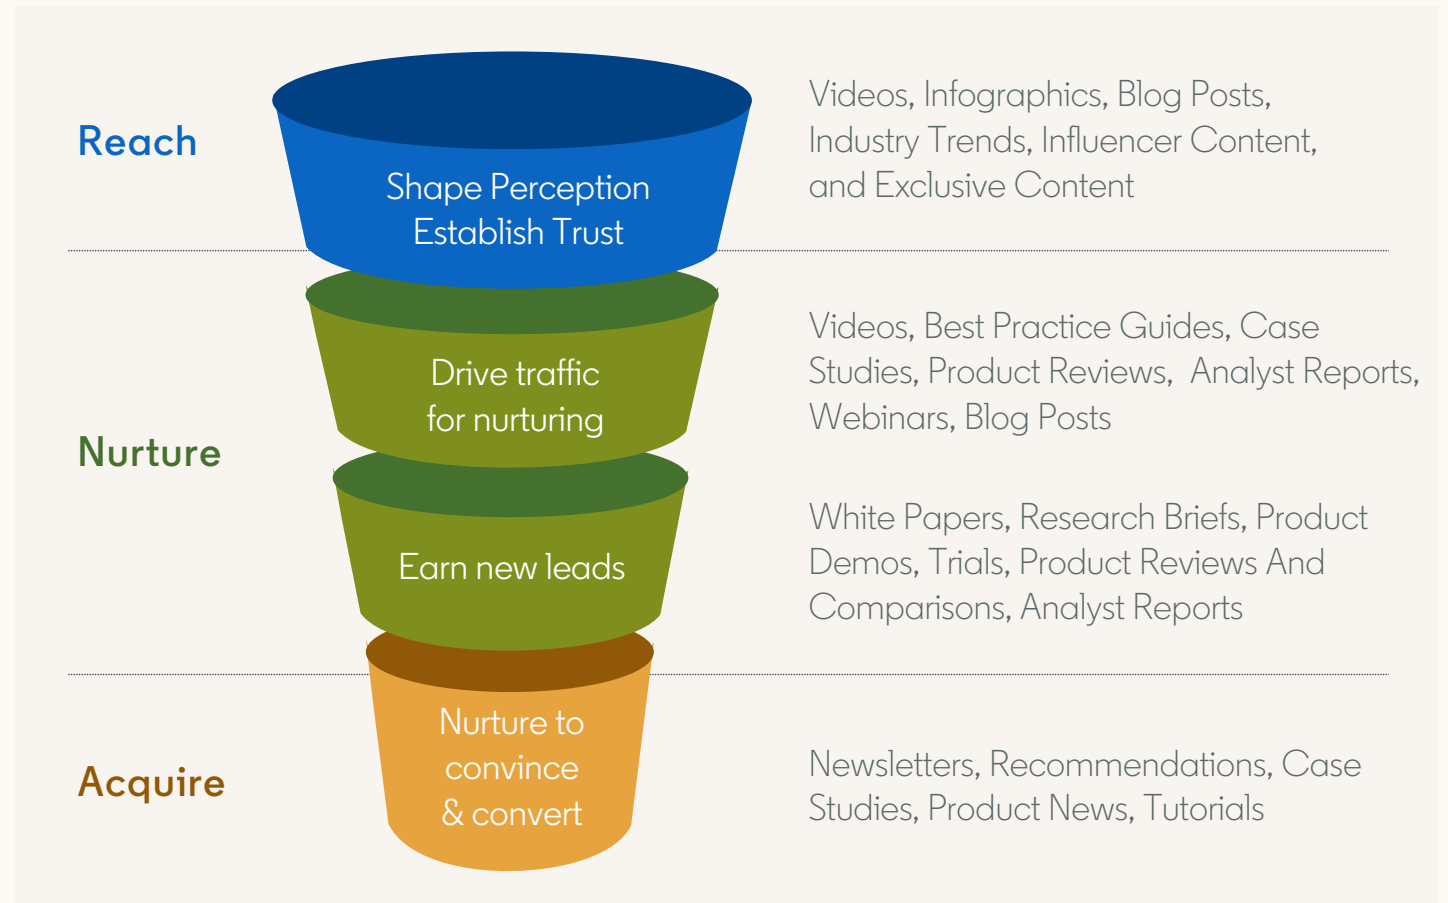 Reach
Shape Perception
Establish Trust
Videos, Infographics, Blog Posts,
Industry Trends, Influencer Content,
and Exclusive Content
Nurture
Drive traffic
for nurturing
Videos, Best Practice Guides, Case
Studies, Product Reviews,  Analyst Reports,
Webinars, Blog Posts
Earn new leads
White Papers, Research Briefs, Product
Demos, Trials, Product Reviews And
Comparisons, Analyst Reports
Acquire
Nurture to
convince
& convert
Newsletters, Recommendations, Case
Studies, Product News, Tutorials